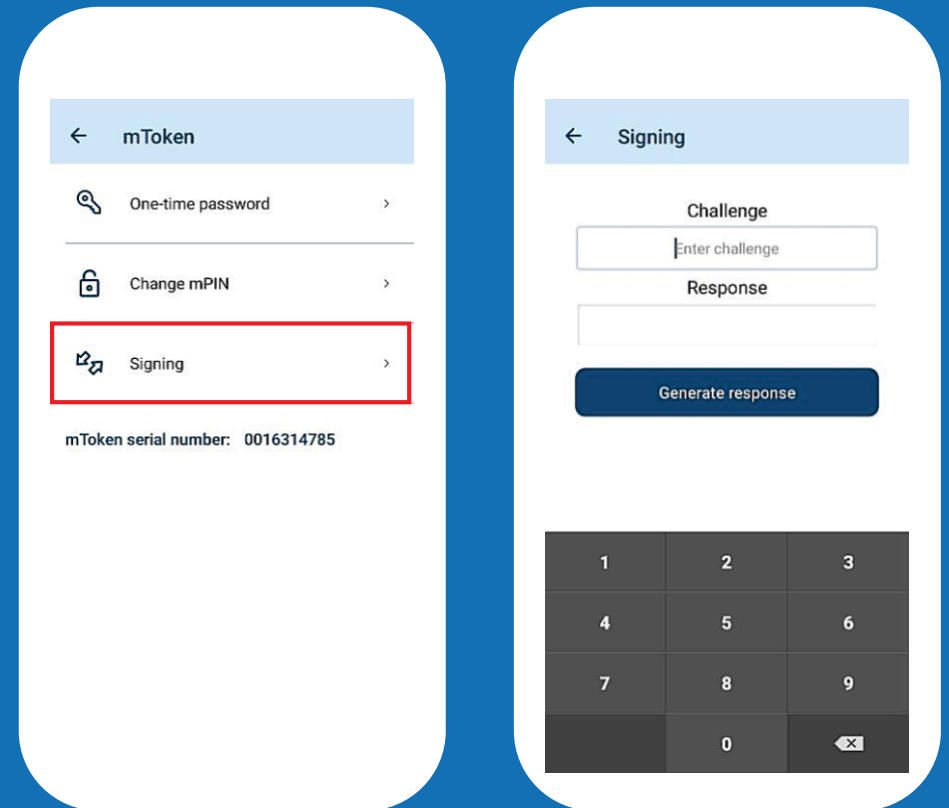 mToken
One-time password
Change mPIN
Signing
mToken serial number: 0016314785
Signing
Challenge
Enter challenge
Response
Generate response
1 2 3
4 5 6
7 8 9
0